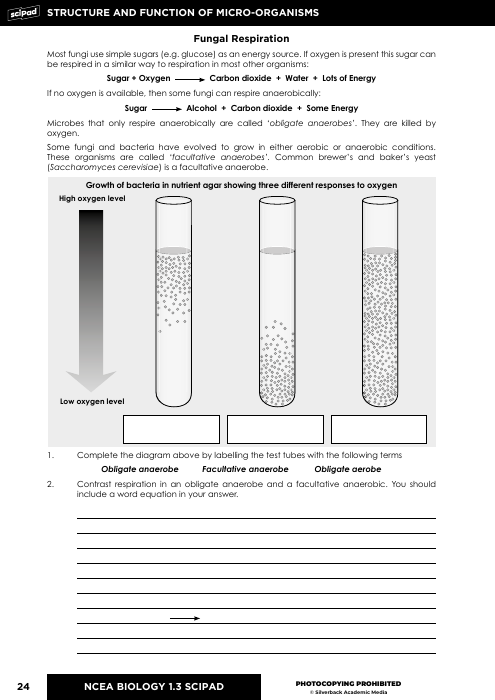 scipad
STRUCTURE AND FUNCTION OF MICRO-ORGANISMS
Fungal Respiration
Most fungi use simple sugars (e.g. glucose) as an energy source. If oxygen is present this sugar can
be respired in a similar way to respiration in most other organisms:
Sugar + Oxygen ⟶ Carbon dioxide + Water + Lots of Energy
If no oxygen is available, then some fungi can respire anaerobically:
Sugar ⟶ Alcohol + Carbon dioxide + Some Energy
Microbes that only respire anaerobically are called 'obligate anaerobes'. They are killed by
oxygen.
Some fungi and bacteria have evolved to grow in either aerobic or anaerobic conditions.
These organisms are called 'facultative anaerobes'. Common brewer's and baker's yeast
(Saccharomyces cerevisiae) is a facultative anaerobe.
Growth of bacteria in nutrient agar showing three different responses to oxygen
High oxygen level
Low oxygen level
1. Complete the diagram above by labelling the test tubes with the following terms
Obligate anaerobe Facultative anaerobe Obligate aerobe
2. Contrast respiration in an obligate anaerobe and a facultative anaerobic. You should
include a word equation in your answer.
⟶
24
NCEA BIOLOGY 1.3 SCIPAD
PHOTOCOPYING PROHIBITED
© Silverback Academic Media